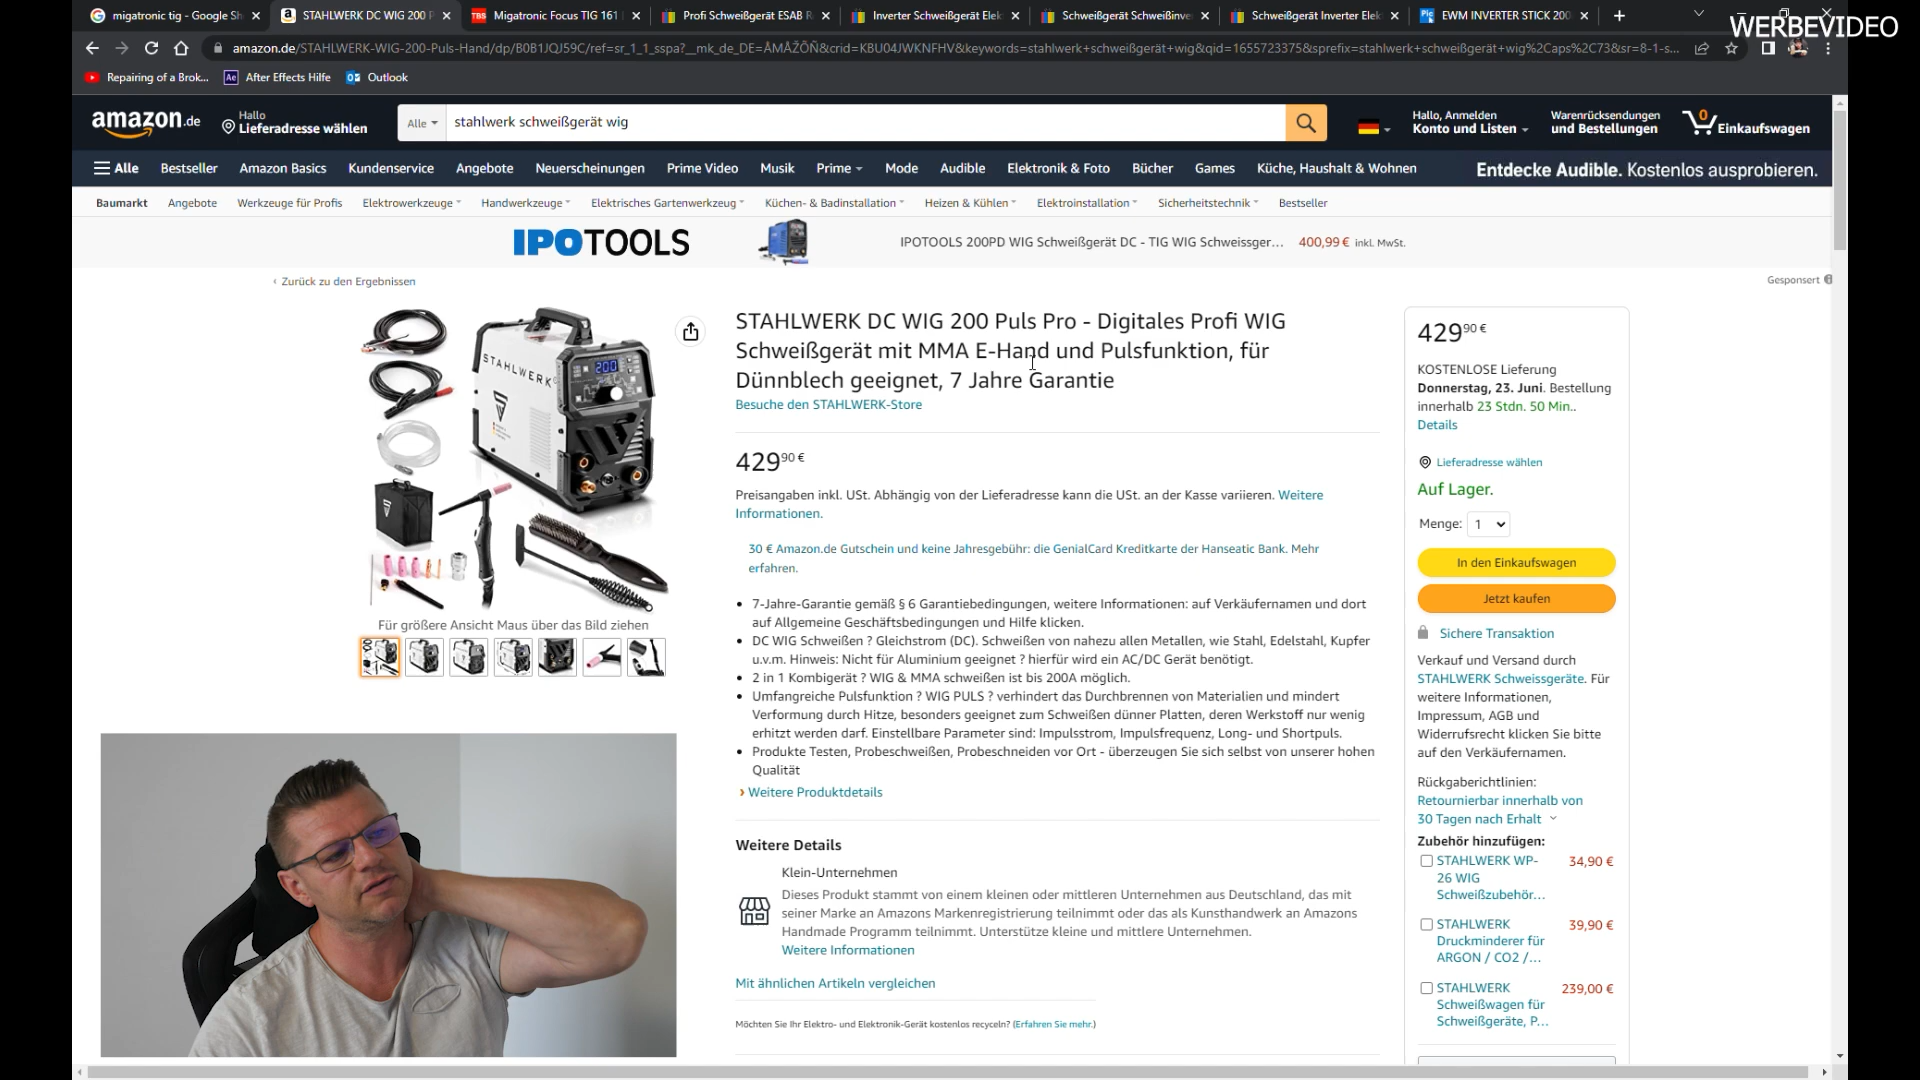 migatronic tig - Google Sh
STAHLWERK DC WIG 200 P
TBS Migatronic Focus TIG 161
Profi Schweißgerät ESAB R
Inverter Schweißgerät Elek
Schweißgerät Schweißinve
Schweißgerät Inverter Elek
EWM INVERTER STICK 200
WERBEVIDEO
amazon.de/STAHLWERK-WIG-200-Puls-Hand/dp/B0B1JQJ59C/ref=sr_1_1_sspa?__mk_de_DE=ÅMÅŽÕÑ&crid=KBU04JWKNFHV&keywords=stahlwerk+schweißgerät+wig&qid=1655723375&sprefix=stahlwerk+schweißgerät+wig%2Caps%2C73&sr=8-1-s...
Repairing of a Brok...
After Effects Hilfe
Outlook
amazon.de
Hallo
Lieferadresse wählen
Alle
stahlwerk schweißgerät wig
Hallo, Anmelden
Konto und Listen
Warenrücksendungen
und Bestellungen
0
Einkaufswagen
Alle Bestseller Amazon Basics Kundenservice Angebote Neuerscheinungen Prime Video Musik Prime Mode Audible Elektronik & Foto Bücher Games Küche, Haushalt & Wohnen
Entdecke Audible. Kostenlos ausprobieren.
Baumarkt Angebote Werkzeuge für Profis Elektrowerkzeuge Handwerkzeuge Elektrisches Gartenwerkzeug Küchen- & Badinstallation Heizen & Kühlen Elektroinstallation Sicherheitstechnik Bestseller
IPOTOOLS
IPOTOOLS 200PD WIG Schweißgerät DC - TIG WIG Schweissger... 400,99 € inkl. MwSt.
‹ Zurück zu den Ergebnissen
Gesponsert
STAHLWERK
200
STAHLWERK DC WIG 200 Puls Pro - Digitales Profi WIG
Schweißgerät mit MMA E-Hand und Pulsfunktion, für
Dünnblech geeignet, 7 Jahre Garantie
Besuche den STAHLWERK-Store
42990 €
Preisangaben inkl. USt. Abhängig von der Lieferadresse kann die USt. an der Kasse variieren. Weitere
Informationen.
30 € Amazon.de Gutschein und keine Jahresgebühr: die GenialCard Kreditkarte der Hanseatic Bank. Mehr
erfahren.
• 7-Jahre-Garantie gemäß § 6 Garantiebedingungen, weitere Informationen: auf Verkäufernamen und dort
auf Allgemeine Geschäftsbedingungen und Hilfe klicken.
• DC WIG Schweißen ? Gleichstrom (DC). Schweißen von nahezu allen Metallen, wie Stahl, Edelstahl, Kupfer
u.v.m. Hinweis: Nicht für Aluminium geeignet ? hierfür wird ein AC/DC Gerät benötigt.
• 2 in 1 Kombigerät ? WIG & MMA schweißen ist bis 200A möglich.
• Umfangreiche Pulsfunktion ? WIG PULS ? verhindert das Durchbrennen von Materialien und mindert
Verformung durch Hitze, besonders geeignet zum Schweißen dünner Platten, deren Werkstoff nur wenig
erhitzt werden darf. Einstellbare Parameter sind: Impulsstrom, Impulsfrequenz, Long- und Shortpuls.
• Produkte Testen, Probeschweißen, Probeschneiden vor Ort - überzeugen Sie sich selbst von unserer hohen
Qualität
› Weitere Produktdetails
Für größere Ansicht Maus über das Bild ziehen
Weitere Details
Klein-Unternehmen
Dieses Produkt stammt von einem kleinen oder mittleren Unternehmen aus Deutschland, das mit
seiner Marke an Amazons Markenregistrierung teilnimmt oder das als Kunsthandwerk an Amazons
Handmade Programm teilnimmt. Unterstütze kleine und mittlere Unternehmen.
Weitere Informationen
Mit ähnlichen Artikeln vergleichen
Möchten Sie Ihr Elektro- und Elektronik-Gerät kostenlos recyceln? (Erfahren Sie mehr.)
42990 €
KOSTENLOSE Lieferung
Donnerstag, 23. Juni. Bestellung
innerhalb 23 Stdn. 50 Min..
Details
Lieferadresse wählen
Auf Lager.
Menge: 1
In den Einkaufswagen
Jetzt kaufen
Sichere Transaktion
Verkauf und Versand durch
STAHLWERK Schweissgeräte. Für
weitere Informationen,
Impressum, AGB und
Widerrufsrecht klicken Sie bitte
auf den Verkäufernamen.
Rückgaberichtlinien:
Retournierbar innerhalb von
30 Tagen nach Erhalt
Zubehör hinzufügen:
STAHLWERK WP- 34,90 €
26 WIG
Schweißzubehör...
STAHLWERK 39,90 €
Druckminderer für
ARGON / CO2 /...
STAHLWERK 239,00 €
Schweißwagen für
Schweißgeräte, P...